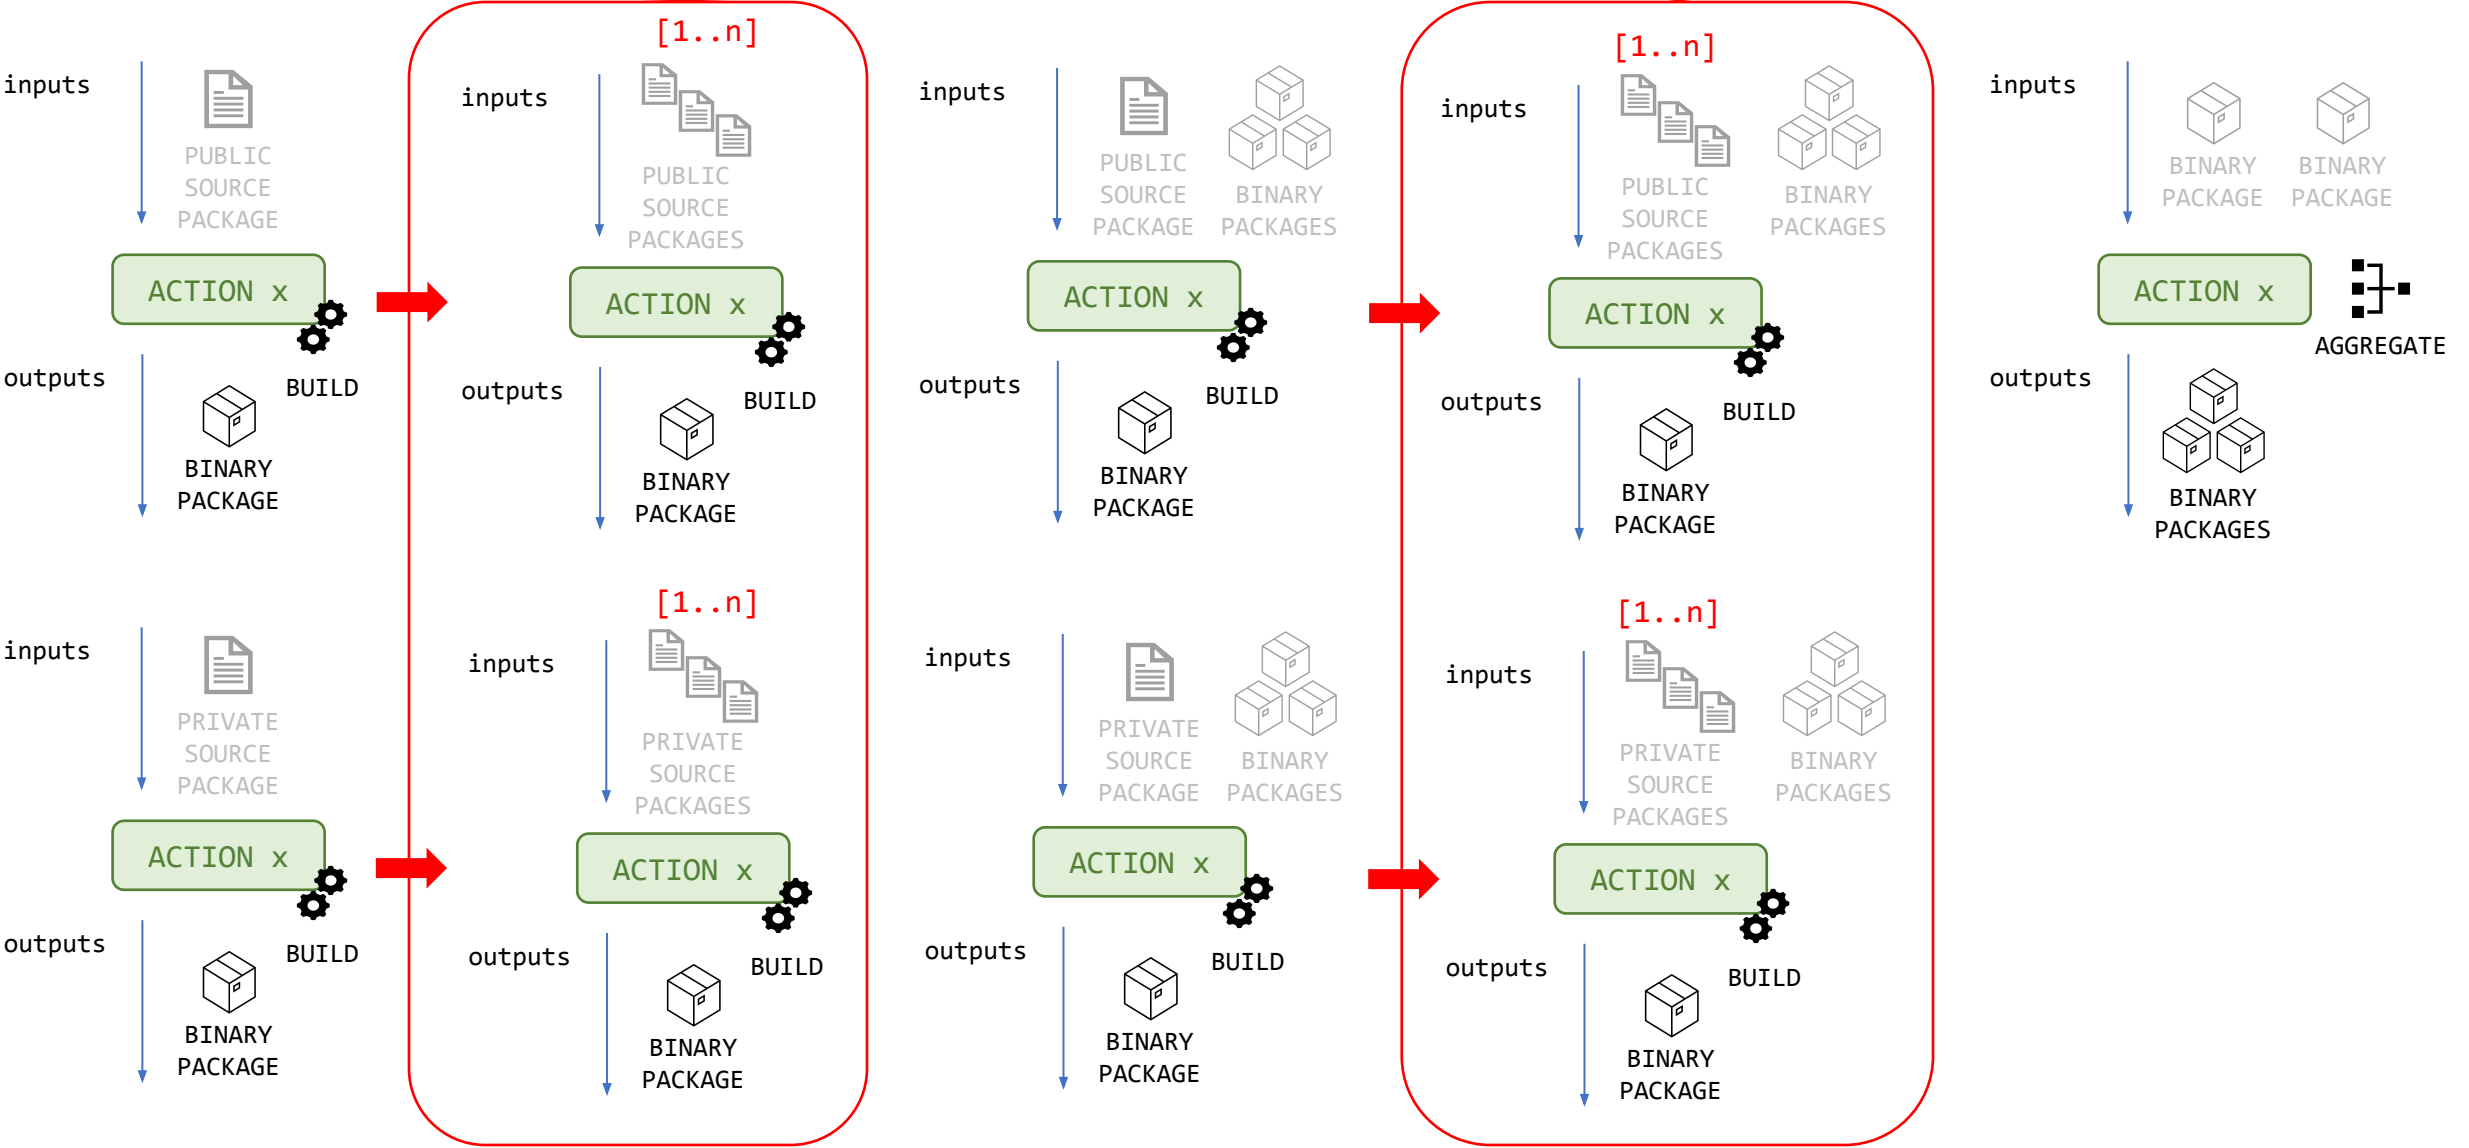 inputs
PUBLIC
SOURCE
PACKAGE
ACTION x
BUILD
outputs
BINARY
PACKAGE
[1..n]
inputs
PUBLIC
SOURCE
PACKAGES
ACTION x
BUILD
outputs
BINARY
PACKAGE
inputs
PUBLIC
SOURCE
PACKAGE
BINARY
PACKAGES
ACTION x
BUILD
outputs
BINARY
PACKAGE
[1..n]
inputs
PUBLIC
SOURCE
PACKAGES
BINARY
PACKAGES
ACTION x
BUILD
outputs
BINARY
PACKAGE
inputs
BINARY
PACKAGE
BINARY
PACKAGE
ACTION x
AGGREGATE
outputs
BINARY
PACKAGES
inputs
PRIVATE
SOURCE
PACKAGE
ACTION x
BUILD
outputs
BINARY
PACKAGE
[1..n]
inputs
PRIVATE
SOURCE
PACKAGES
ACTION x
BUILD
outputs
BINARY
PACKAGE
inputs
PRIVATE
SOURCE
PACKAGE
BINARY
PACKAGES
ACTION x
BUILD
outputs
BINARY
PACKAGE
[1..n]
inputs
PRIVATE
SOURCE
PACKAGES
BINARY
PACKAGES
ACTION x
BUILD
outputs
BINARY
PACKAGE